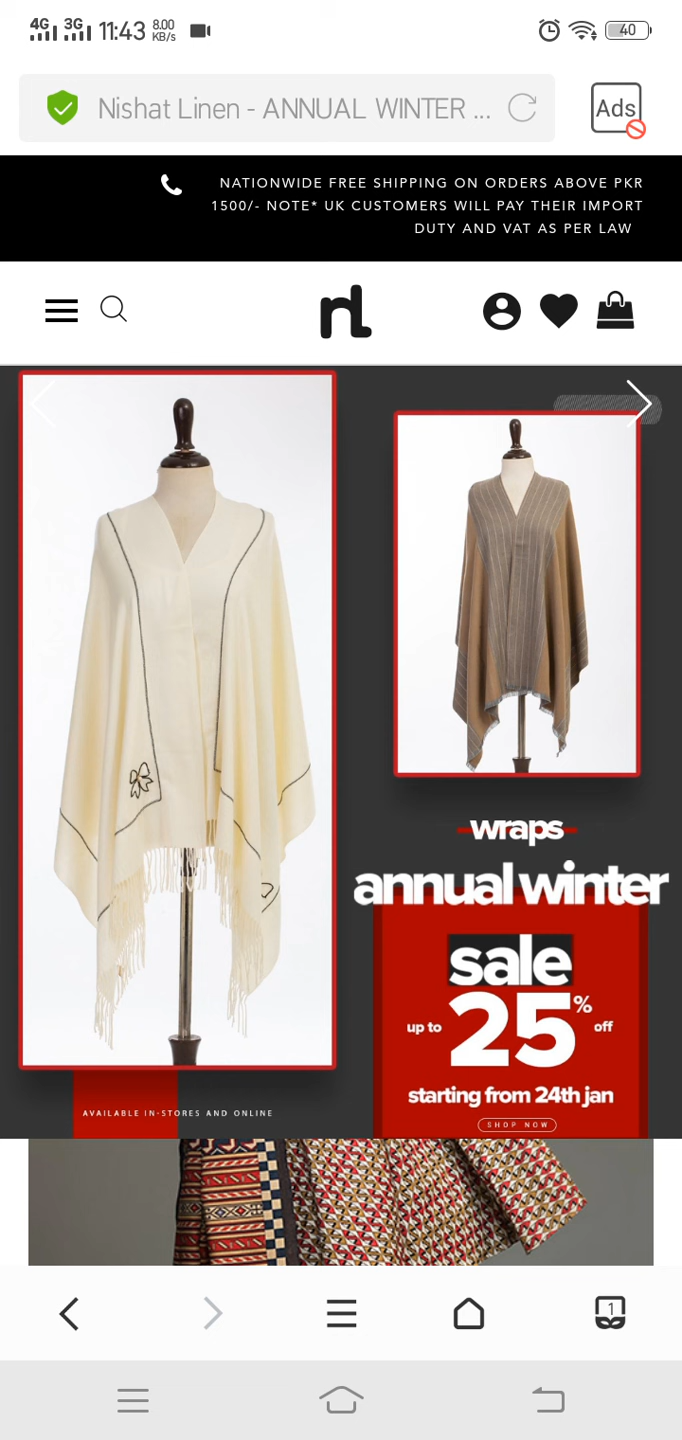 4G 3G 11:43 8.00 KB/s 40
Nishat Linen - ANNUAL WINTER ... Ads
NATIONWIDE FREE SHIPPING ON ORDERS ABOVE PKR
1500/- NOTE* UK CUSTOMERS WILL PAY THEIR IMPORT
DUTY AND VAT AS PER LAW
nl
wraps
annual winter
sale
up to 25% off
starting from 24th jan
AVAILABLE IN-STORES AND ONLINE
SHOP NOW
1